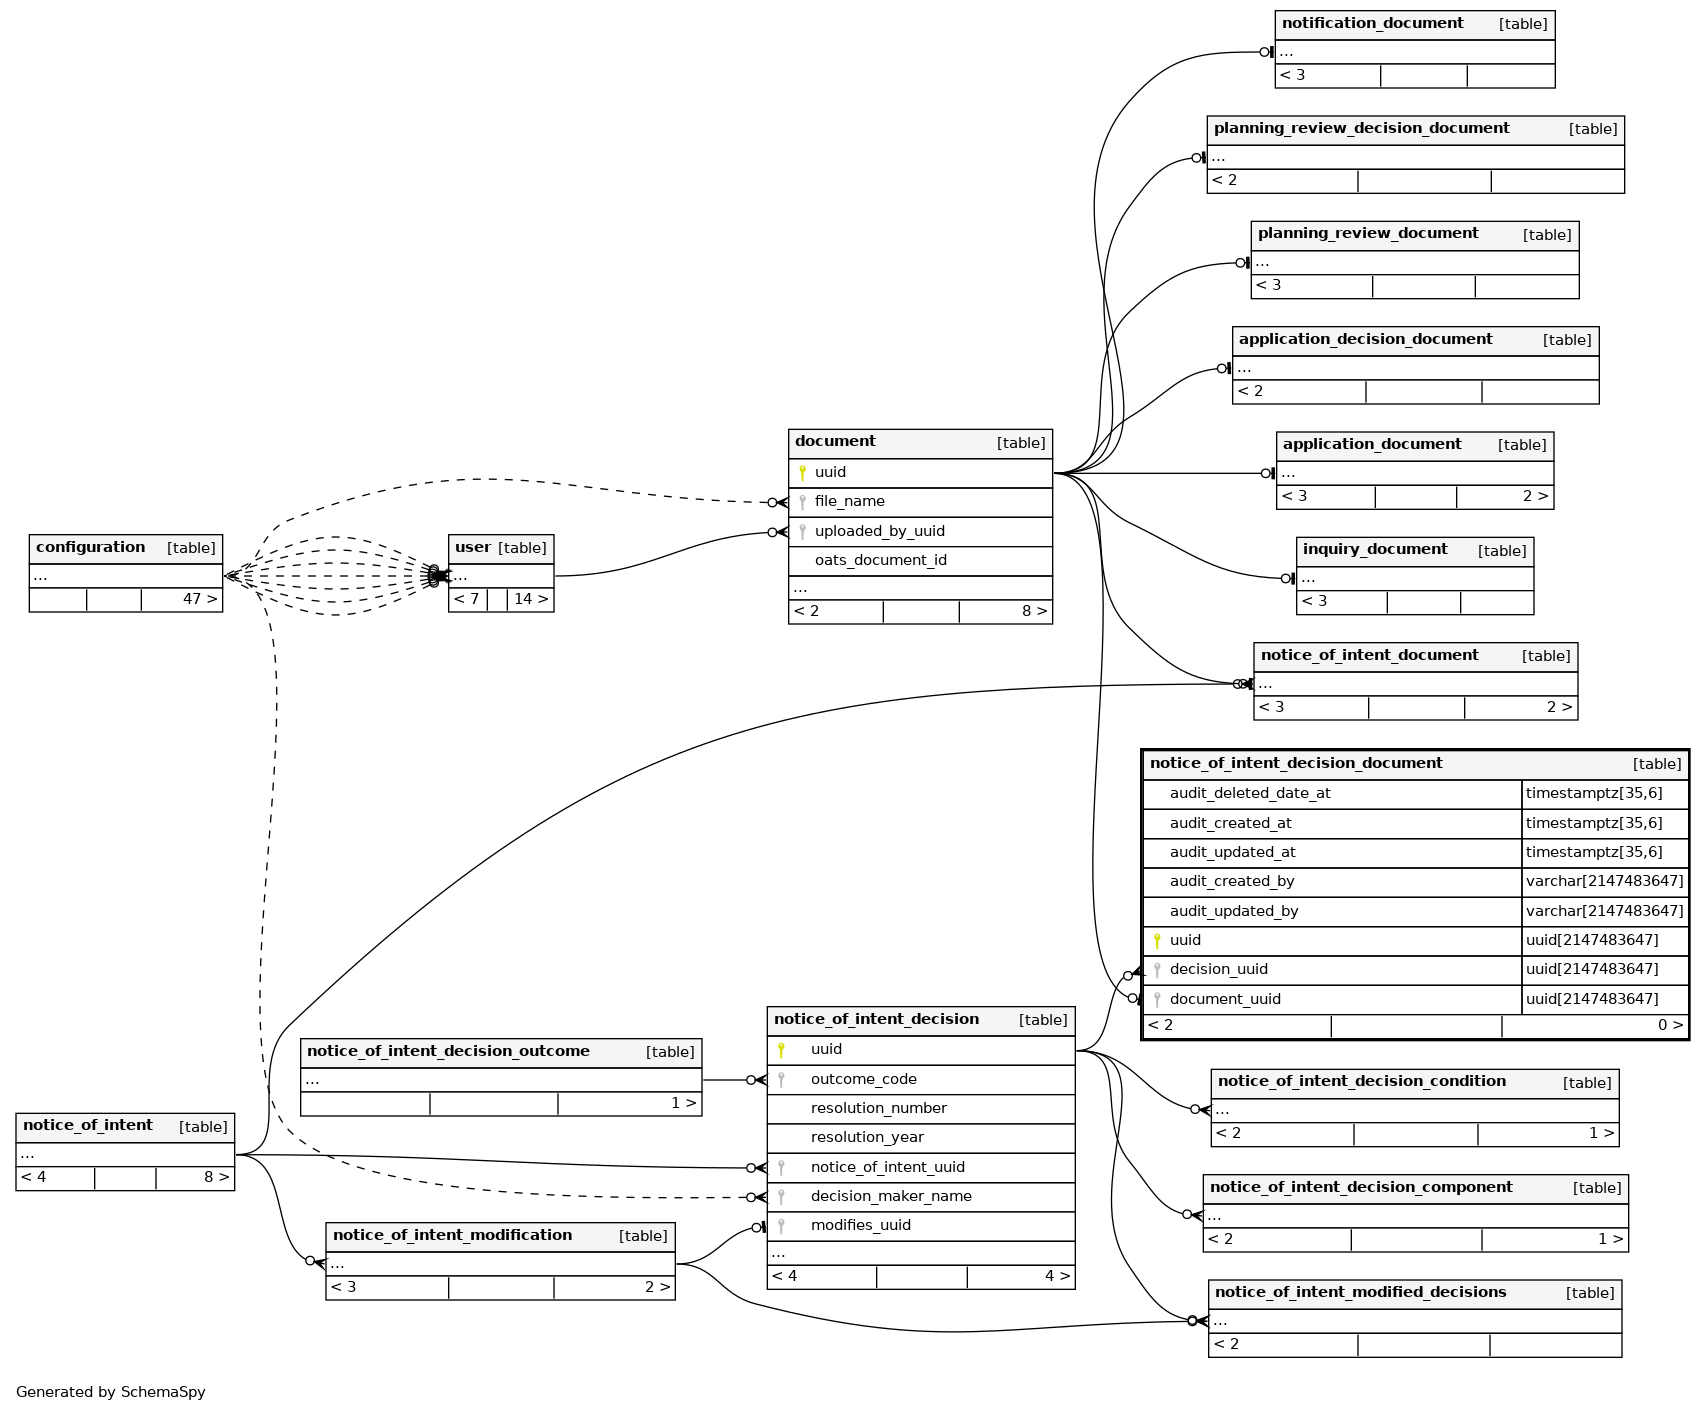 notification_document [table]
...
< 3
planning_review_decision_document [table]
...
< 2
planning_review_document [table]
...
< 3
application_decision_document [table]
...
< 2
document [table]
uuid
file_name
uploaded_by_uuid
oats_document_id
...
< 2 8 >
application_document [table]
...
< 3 2 >
configuration [table]
...
47 >
user [table]
...
< 7 14 >
inquiry_document [table]
...
< 3
notice_of_intent_document [table]
...
< 3 2 >
notice_of_intent_decision_document [table]
audit_deleted_date_at timestamptz[35,6]
audit_created_at timestamptz[35,6]
audit_updated_at timestamptz[35,6]
audit_created_by varchar[2147483647]
audit_updated_by varchar[2147483647]
uuid uuid[2147483647]
decision_uuid uuid[2147483647]
document_uuid uuid[2147483647]
< 2 0 >
notice_of_intent_decision [table]
uuid
outcome_code
resolution_number
resolution_year
notice_of_intent_uuid
decision_maker_name
modifies_uuid
...
< 4 4 >
notice_of_intent_decision_outcome [table]
...
1 >
notice_of_intent [table]
...
< 4 8 >
notice_of_intent_modification [table]
...
< 3 2 >
notice_of_intent_decision_condition [table]
...
< 2 1 >
notice_of_intent_decision_component [table]
...
< 2 1 >
notice_of_intent_modified_decisions [table]
...
< 2
Generated by SchemaSpy